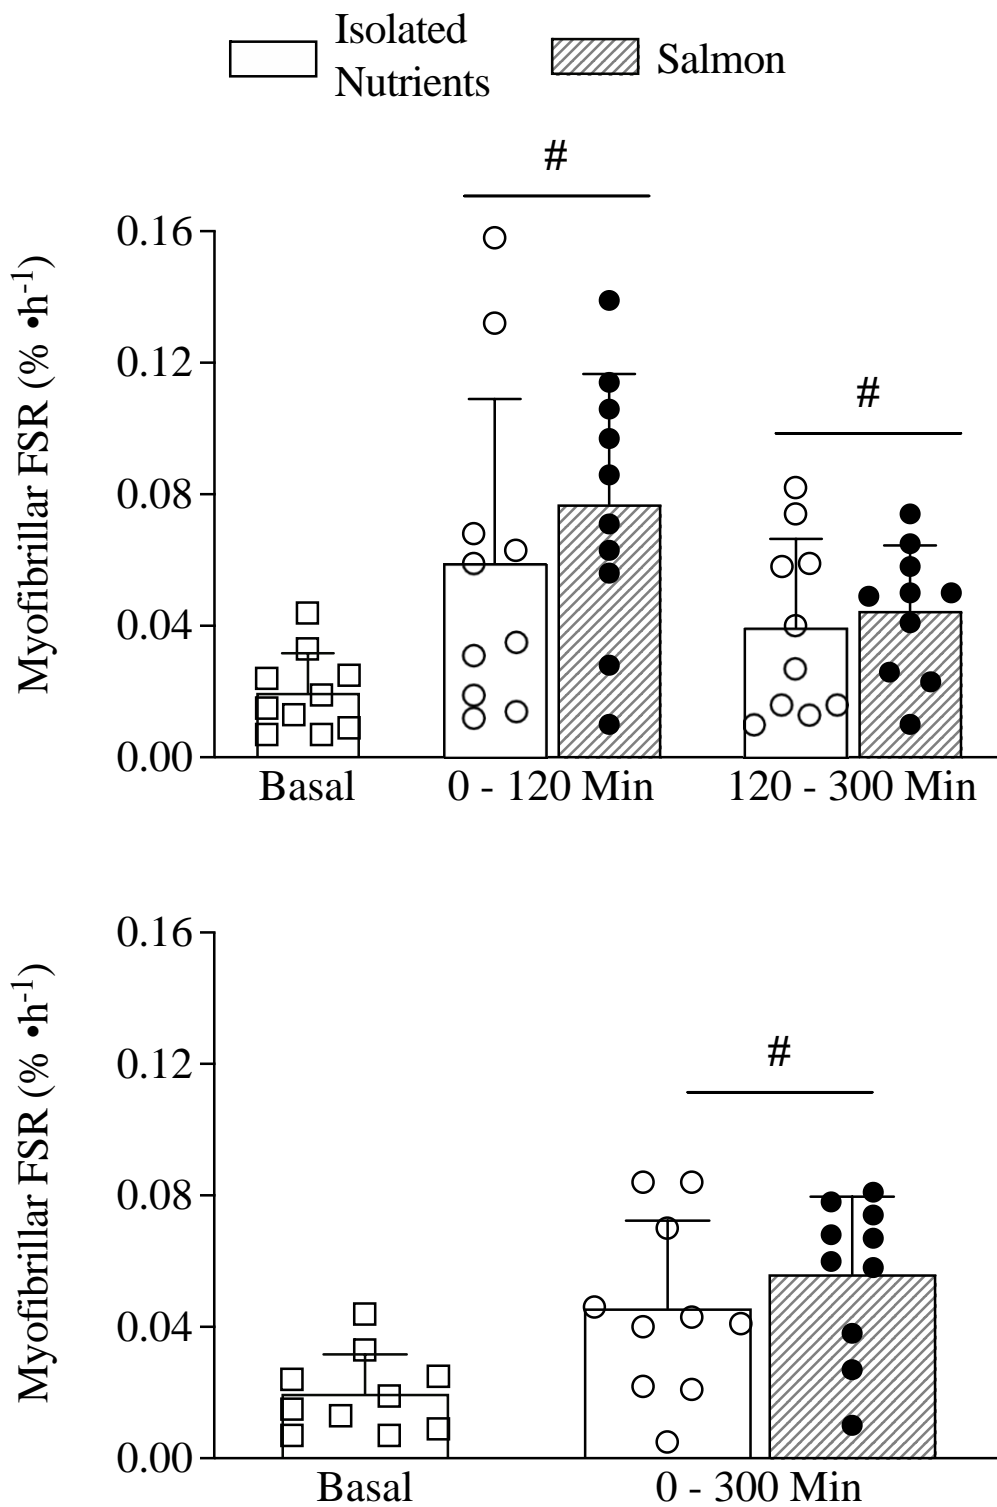 Isolated
Nutrients
Salmon
#
#
Myofibrillar FSR (% •h⁻¹)
0.16
0.12
0.08
0.04
0.00
Basal
0 - 120 Min
120 - 300 Min
#
Myofibrillar FSR (% •h⁻¹)
0.16
0.12
0.08
0.04
0.00
Basal
0 - 300 Min